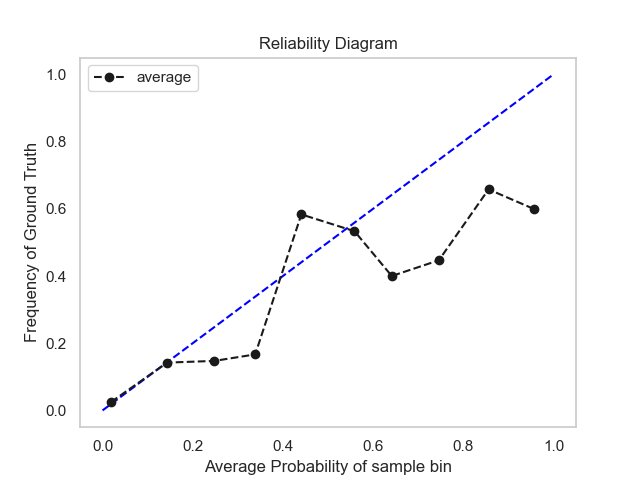 Reliability Diagram
average
Frequency of Ground Truth
1.0
0.8
0.6
0.4
0.2
0.0
0.0 0.2 0.4 0.6 0.8 1.0
Average Probability of sample bin